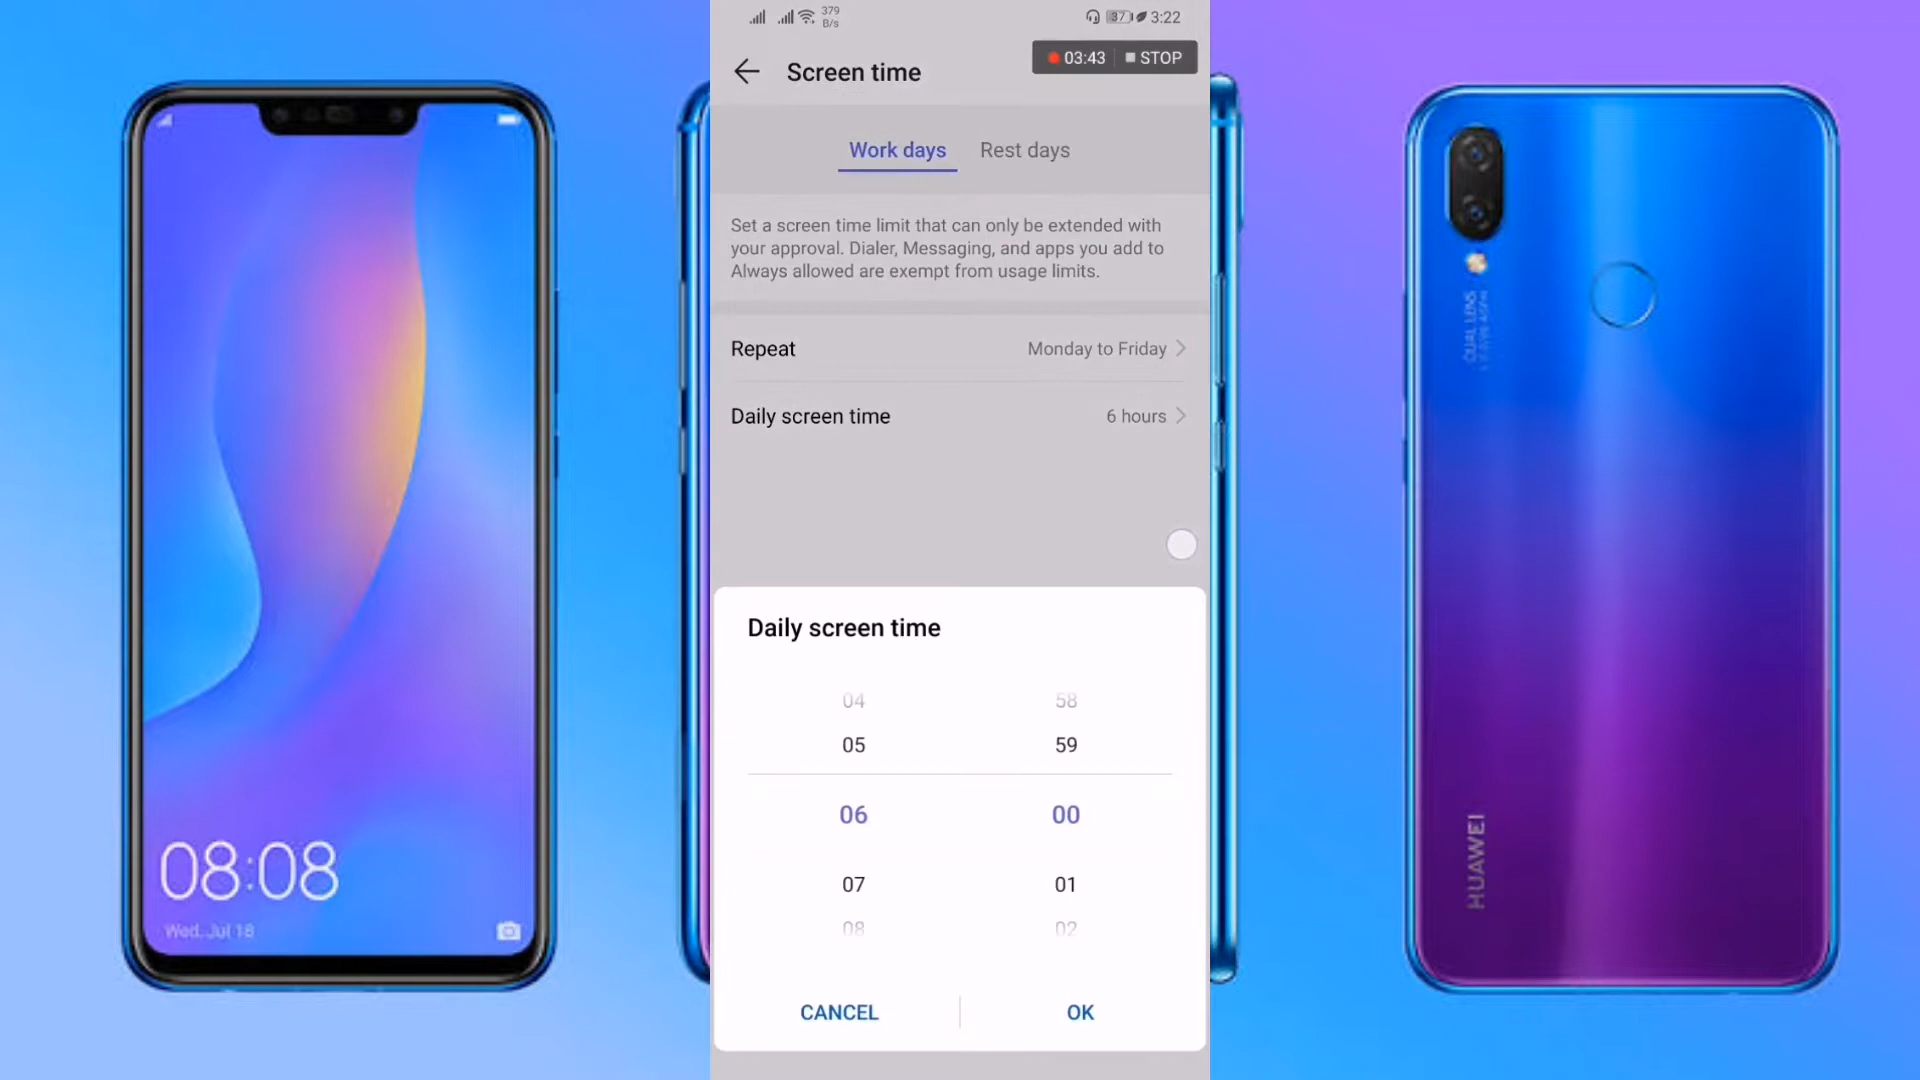 379
B/s
37
3:22
03:43
STOP
Screen time
Work days
Rest days
Set a screen time limit that can only be extended with
your approval. Dialer, Messaging, and apps you add to
Always allowed are exempt from usage limits.
Repeat
Monday to Friday
Daily screen time
6 hours
Daily screen time
04 58
05 59
06 00
07 01
08 02
CANCEL
OK
08:08
Wed, Jul 18
DUAL LENS
HUAWEI